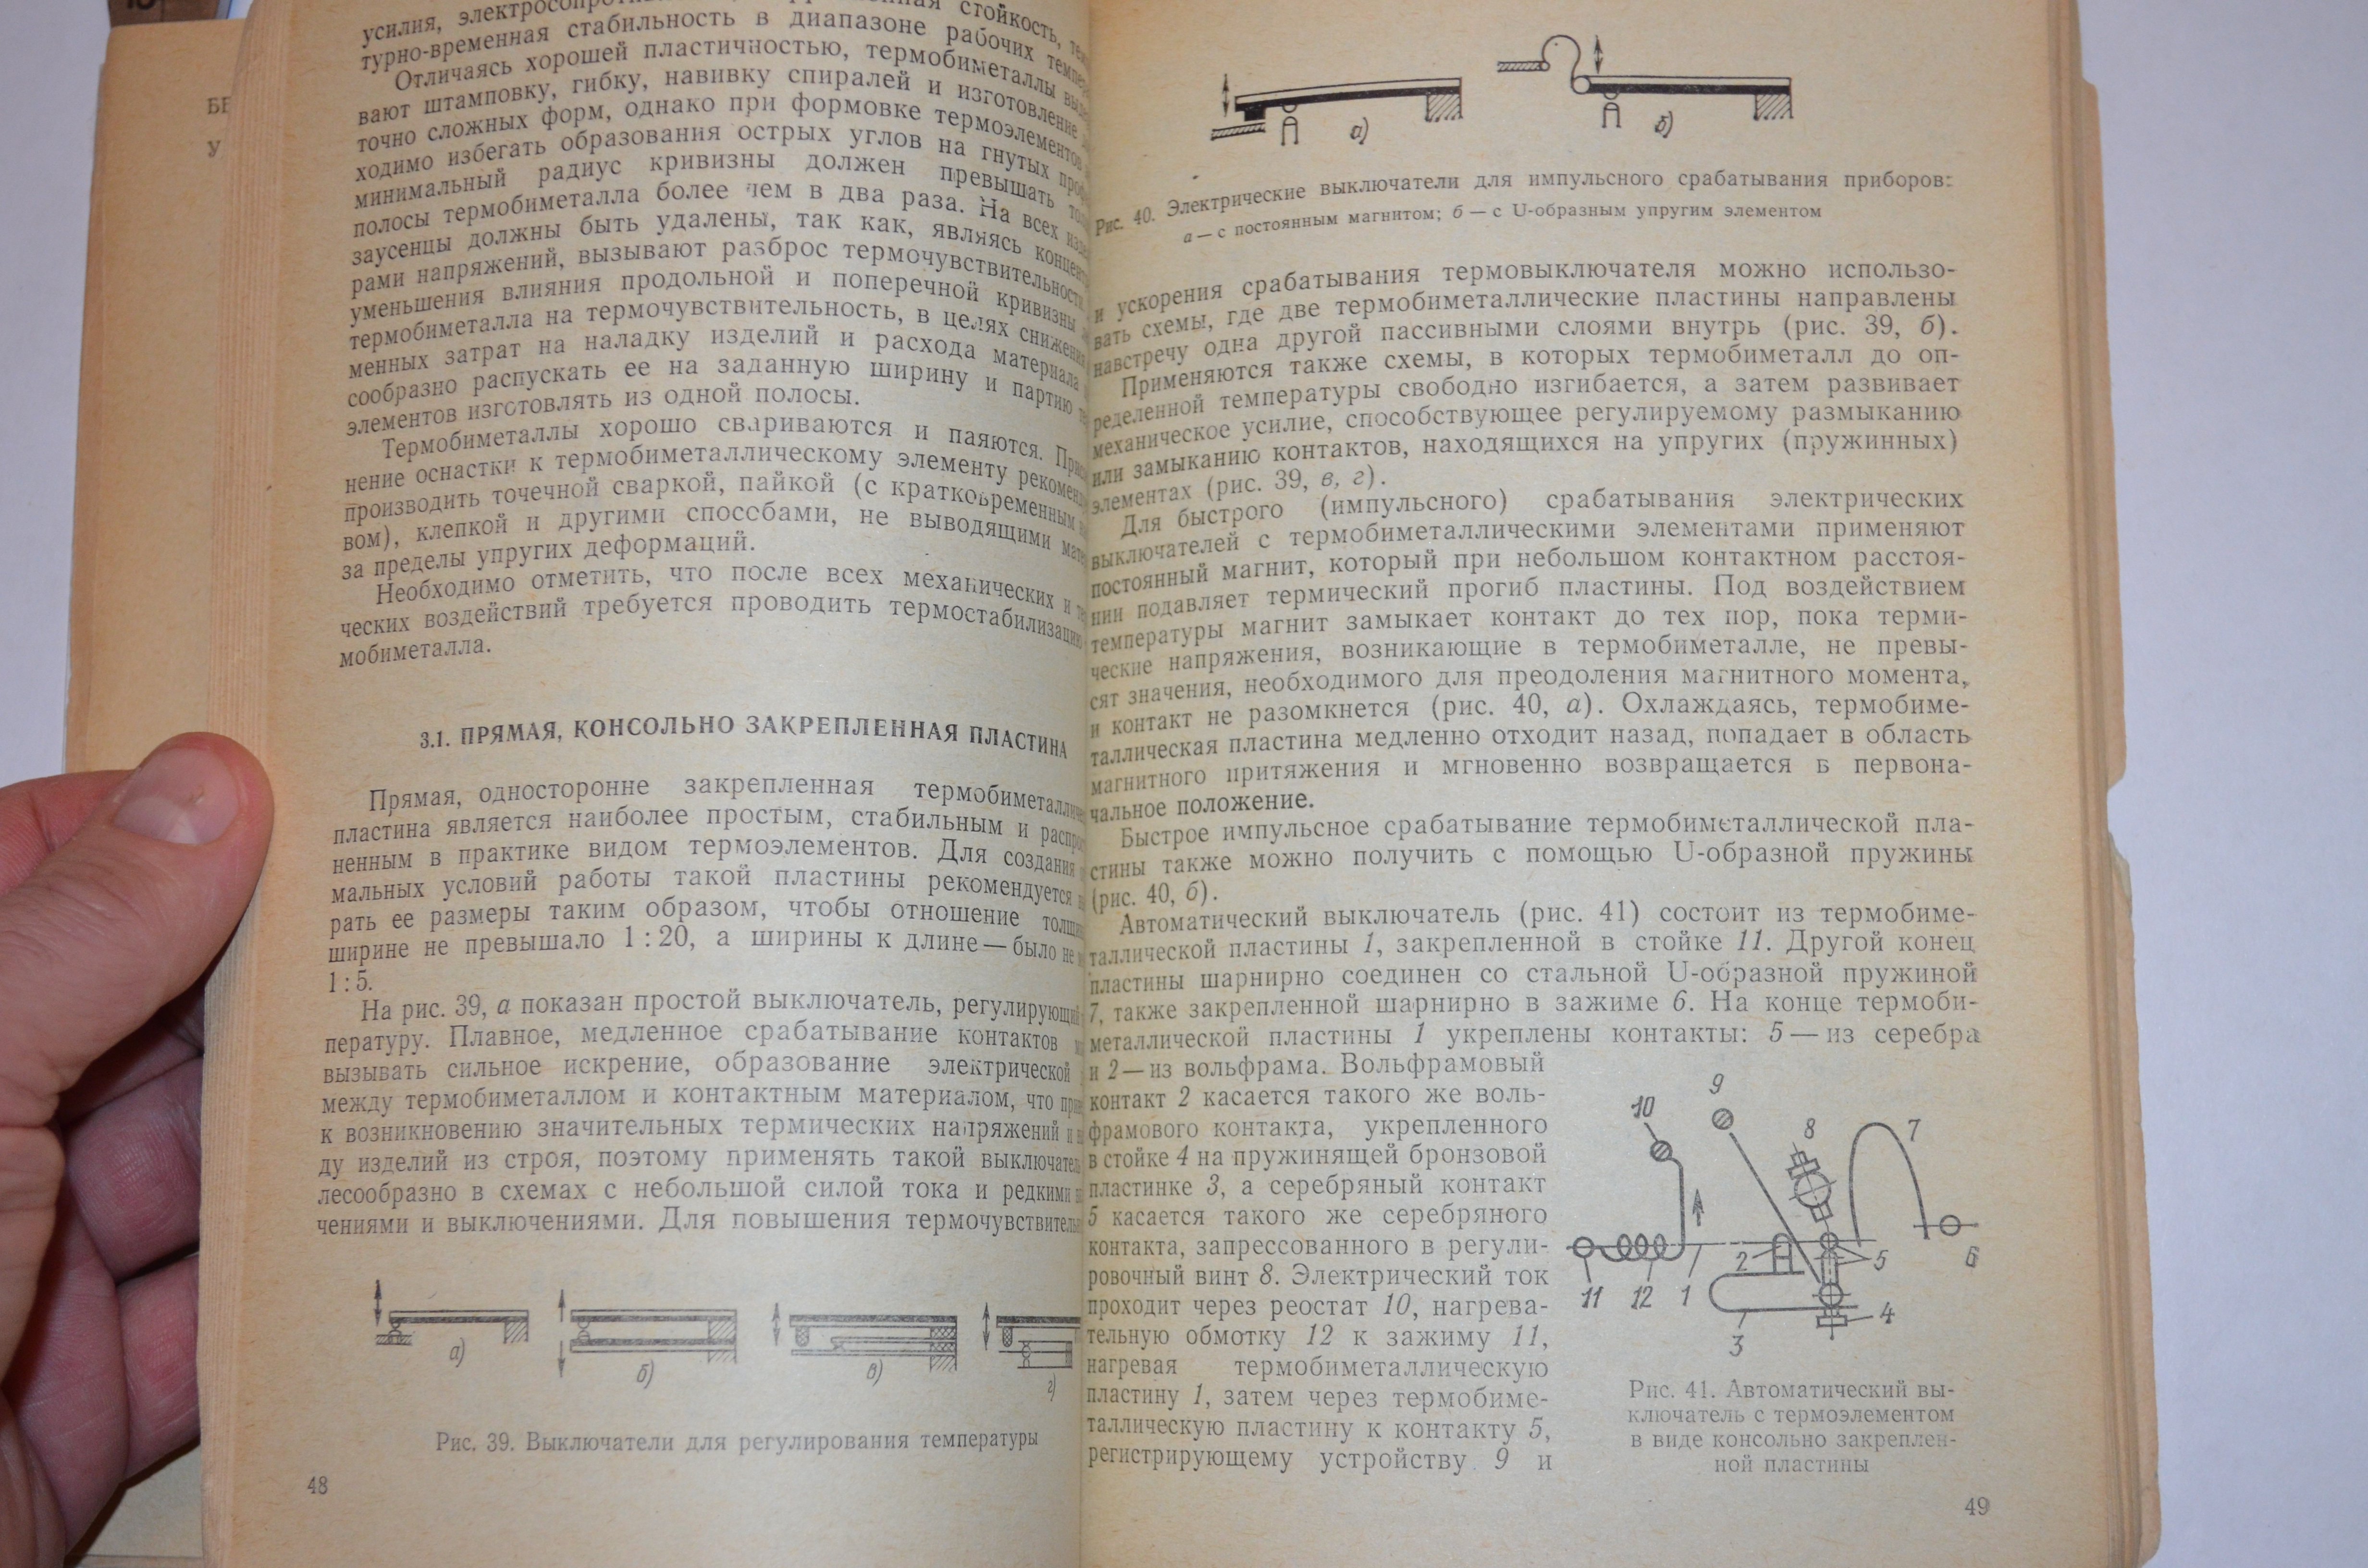 БЕ
У
усилия,
турно-временная стабильность в диапазоне рабочих
Отличаясь хорошей пластичностью, термобиметаллы
вают штамповку, гибку, навивку спиралей и изготовление
точно сложных форм, однако при формовке термоэлементов
ходимо избегать образования острых углов на гнутых
минимальный радиус кривизны должен превышать
полосы термобиметалла более чем в два раза. На всех
заусенцы должны быть удалены, так как, являясь
рами напряжений, вызывают разброс термочувствительности
уменьшения влияния продольной и поперечной кривизны
термобиметалла на термочувствительность, в целях снижения
менных затрат на наладку изделий и расхода материала
сообразно распускать ее на заданную ширину и партию
элементов изготовлять из одной полосы.
Термобиметаллы хорошо свариваются и паяются.
нение оснастки к термобиметаллическому элементу
производить точечной сваркой, пайкой (с кратковременным
вом), клепкой и другими способами, не выводящими
за пределы упругих деформаций.
Необходимо отметить, что после всех механических и
ческих воздействий требуется проводить термостабилизацию
мобиметалла.
3.1. ПРЯМАЯ, КОНСОЛЬНО ЗАКРЕПЛЕННАЯ ПЛАСТИНА
Прямая, односторонне закрепленная
пластина является наиболее простым, стабильным и
ненным в практике видом термоэлементов. Для создания
мальных условий работы такой пластины рекомендуется
рать ее размеры таким образом, чтобы отношение
ширине не превышало 1 : 20, а ширины к длине — было не
1 : 5.
На рис. 39, а показан простой выключатель,
пературу. Плавное, медленное срабатывание контактов
вызывать сильное искрение, образование электрической
между термобиметаллом и контактным материалом, что
к возникновению значительных термических напряжений и
ду изделий из строя, поэтому применять такой
лесообразно в схемах с небольшой силой тока и редкими
чениями и выключениями. Для повышения
а)
б)
в)
г)
Рис. 39. Выключатели для регулирования температуры
48
а)
б)
Рис. 40. Электрические выключатели для импульсного срабатывания приборов:
а — с постоянным магнитом; б — с U-образным упругим элементом
и ускорения срабатывания термовыключателя можно использо-
вать схемы, где две термобиметаллические пластины направлены
навстречу одна другой пассивными слоями внутрь (рис. 39, б).
Применяются также схемы, в которых термобиметалл до оп-
ределенной температуры свободно изгибается, а затем развивает
механическое усилие, способствующее регулируемому размыканию
или замыканию контактов, находящихся на упругих (пружинных)
элементах (рис. 39, в, г).
Для быстрого (импульсного) срабатывания электрических
выключателей с термобиметаллическими элементами применяют
постоянный магнит, который при небольшом контактном расстоя-
нии подавляет термический прогиб пластины. Под воздействием
температуры магнит замыкает контакт до тех пор, пока терми-
ческие напряжения, возникающие в термобиметалле, не превы-
сят значения, необходимого для преодоления магнитного момента,
и контакт не разомкнется (рис. 40, а). Охлаждаясь, термобиме-
таллическая пластина медленно отходит назад, попадает в область
магнитного притяжения и мгновенно возвращается в первона-
чальное положение.
Быстрое импульсное срабатывание термобиметаллической пла-
стины также можно получить с помощью U-образной пружины
(рис. 40, б).
Автоматический выключатель (рис. 41) состоит из термобиме-
таллической пластины 1, закрепленной в стойке 11. Другой конец
пластины шарнирно соединен со стальной U-образной пружиной
7, также закрепленной шарнирно в зажиме 6. На конце термоби-
металлической пластины 1 укреплены контакты: 5 — из серебра
и 2 — из вольфрама. Вольфрамовый
контакт 2 касается такого же воль-
фрамового контакта, укрепленного
в стойке 4 на пружинящей бронзовой
пластинке 3, а серебряный контакт
5 касается такого же серебряного
контакта, запрессованного в регули-
ровочный винт 8. Электрический ток
проходит через реостат 10, нагрева-
тельную обмотку 12 к зажиму 11,
нагревая термобиметаллическую
пластину 1, затем через термобиме-
таллическую пластину к контакту 5,
регистрирующему устройству 9 и
9
10
8
7
2
5
6
11
12
1
4
3
Рис. 41. Автоматический вы-
ключатель с термоэлементом
в виде консольно закреплен-
ной пластины
49